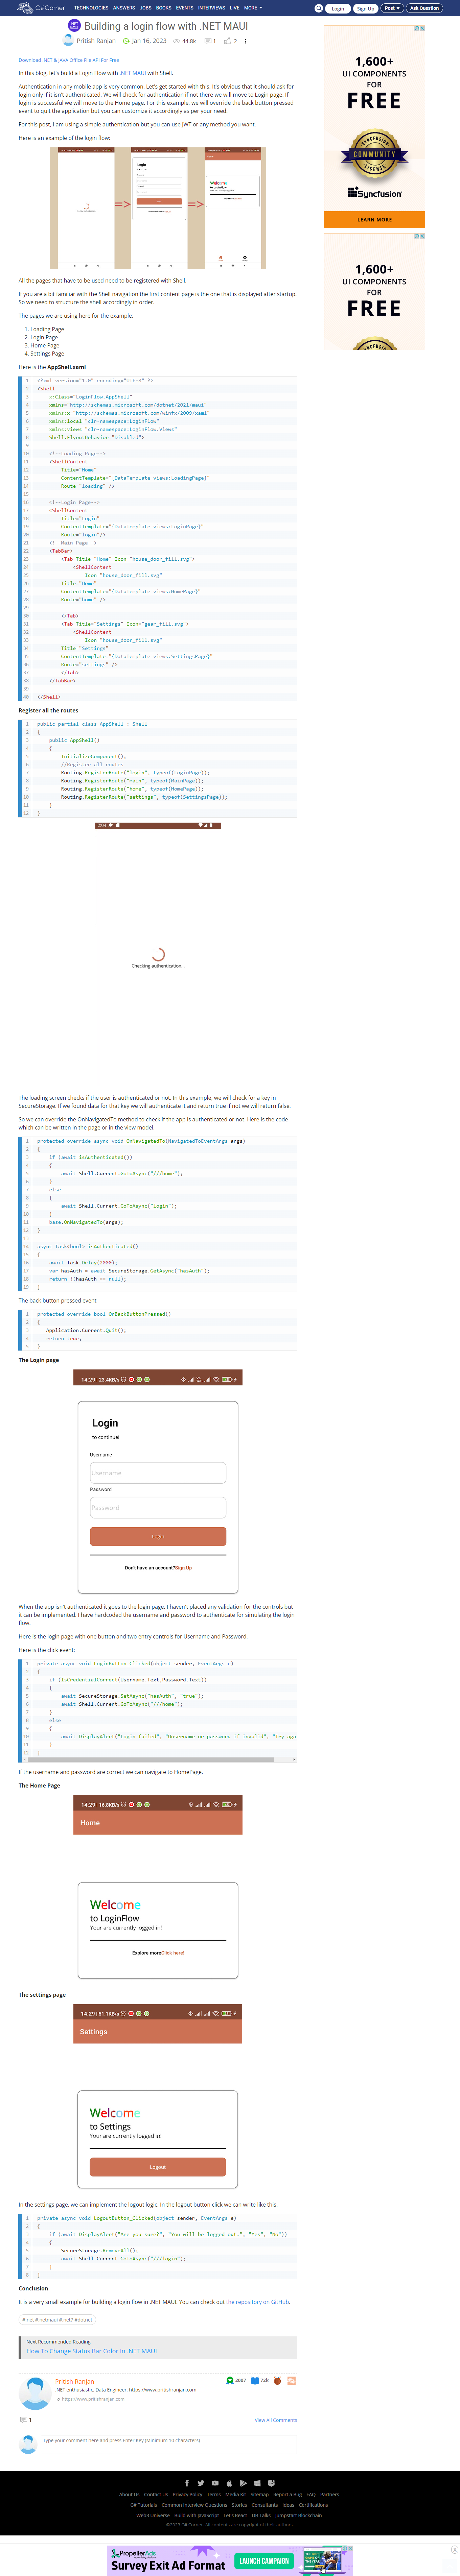 C# Corner
TECHNOLOGIES ANSWERS LEARN JOBS BOOKS EVENTS INTERVIEWS LIVE MORE
Login Sign Up Post Ask Question
Building a login flow with .NET MAUI
Pritish Ranjan Jan 16, 2023 44.8k 1 2
Download .NET & JAVA Office File API For Free
In this blog, let's build a Login Flow with .NET MAUI with Shell.
Authentication in any mobile app is very common. Let's get started with this. It's obvious that it should ask for
login only if it isn't authenticated. We will check for authentication if not there we will move to Login page. If
login is successful we will move to the Home page. For this example, we will override the back button pressed
event to quit the application but you can customise it accordingly as per your need.
For this post, I am using a simple authentication but you can use JWT or any method you want.
Here is an example of the login flow:
All the pages that have to be used need to be registered with Shell.
If you are a bit familiar with the Shell navigation the first content page is the one that is displayed after startup.
So we need to structure the shell accordingly in order.
The pages we are using here for the example:
1. Loading Page
2. Login Page
3. Home Page
4. Settings Page
Here is the AppShell.xaml
<?xml version="1.0" encoding="UTF-8" ?>
<Shell
x:Class="LoginFlow.AppShell"
xmlns="http://schemas.microsoft.com/dotnet/2021/maui"
xmlns:x="http://schemas.microsoft.com/winfx/2009/xaml"
xmlns:local="clr-namespace:LoginFlow"
xmlns:views="clr-namespace:LoginFlow.Views"
Shell.FlyoutBehavior="Disabled">
<!--Loading Page-->
<ShellContent
Title="Home"
ContentTemplate="{DataTemplate views:LoadingPage}"
Route="loading" />
<!--Login Page-->
<ShellContent
Title="Login"
ContentTemplate="{DataTemplate views:LoginPage}"
Route="login"/>
<!--Main Page-->
<TabBar>
<Tab Title="Home" Icon="house_door_fill.svg">
<ShellContent
Icon="house_door_fill.svg"
Title="Home"
ContentTemplate="{DataTemplate views:HomePage}"
Route="home" />
</Tab>
<Tab Title="Settings" Icon="gear_fill.svg">
<ShellContent
Icon="house_door_fill.svg"
Title="Settings"
ContentTemplate="{DataTemplate views:SettingsPage}"
Route="settings" />
</Tab>
</TabBar>
</Shell>
Register all the routes
public partial class AppShell : Shell
{
public AppShell()
{
InitializeComponent();
//Register all routes
Routing.RegisterRoute("login", typeof(LoginPage));
Routing.RegisterRoute("main", typeof(MainPage));
Routing.RegisterRoute("home", typeof(HomePage));
Routing.RegisterRoute("settings", typeof(SettingsPage));
}
}
2:04
Checking authentication...
The loading screen checks if the user is authenticated or not. In this example, we will check for a key in
SecureStorage. If we found data for that key we will authenticate it and return true if not we will return false.
So we can override the OnNavigatedTo method to check if the app is authenticated or not. Here is the code
which can be written in the page or in the view model.
protected override async void OnNavigatedTo(NavigatedToEventArgs args)
{
if (await isAuthenticated())
{
await Shell.Current.GoToAsync("///home");
}
else
{
await Shell.Current.GoToAsync("login");
}
base.OnNavigatedTo(args);
}
async Task<bool> isAuthenticated()
{
await Task.Delay(2000);
var hasAuth = await SecureStorage.GetAsync("hasAuth");
return !(hasAuth == null);
}
The back button pressed event
protected override bool OnBackButtonPressed()
{
Application.Current.Quit();
return true;
}
The Login page
14:29 | 23.4KB/s
Login
to continue!
Username
Username
Password
Password
Login
Don't have an account?Sign Up
When the app isn't authenticated it goes to the login page. I haven't placed any validation for the controls but
it can be implemented. I have hardcoded the username and password to authenticate for simulating the login
flow.
Here is the login page with one button and two entry controls for Username and Password.
Here is the click event:
private async void LoginButton_Clicked(object sender, EventArgs e)
{
if (IsCredentialCorrect(Username.Text,Password.Text))
{
await SecureStorage.SetAsync("hasAuth", "true");
await Shell.Current.GoToAsync("///home");
}
else
{
await DisplayAlert("Login failed", "Uusername or password if invalid", "Try aga
}
}
If the username and password are correct we can navigate to HomePage.
The Home Page
14:29 | 16.8KB/s
Home
Welcome
to LoginFlow
Your are currently logged in!
Explore moreClick here!
The settings page
14:29 | 51.1KB/s
Settings
Welcome
to Settings
Your are currently logged in!
Logout
In the settings page, we can implement the logout logic. In the logout button click we can write like this.
private async void LogoutButton_Clicked(object sender, EventArgs e)
{
if (await DisplayAlert("Are you sure?", "You will be logged out.", "Yes", "No"))
{
SecureStorage.RemoveAll();
await Shell.Current.GoToAsync("///login");
}
}
Conclusion
It is a very small example for building a login flow in .NET MAUI. You can check out the repository on GitHub.
# .net # .netmaui # .net7 #dotnet
Next Recommended Reading
How To Change Status Bar Color In .NET MAUI
Pritish Ranjan
2067 72k
.NET enthusiastic. Data Engineer. https://www.pritishranjan.com
https://www.pritishranjan.com
1
View All Comments
Type your comment here and press Enter Key (Minimum 10 characters)
About Us Contact Us Privacy Policy Terms Media Kit Sitemap Report a Bug FAQ Partners
C# Tutorials Common Interview Questions Stories Consultants Ideas Certifications
Web3 Universe Build with JavaScript Let's React DB Talks Jumpstart Blockchain
©2023 C# Corner. All contents are copyright of their authors.
1,600+
UI COMPONENTS
FOR
FREE
SYNCFUSION
COMMUNITY
LICENSE
Syncfusion
LEARN MORE
1,600+
UI COMPONENTS
FOR
FREE
PropellerAds
Survey Exit Ad Format
LAUNCH CAMPAIGN